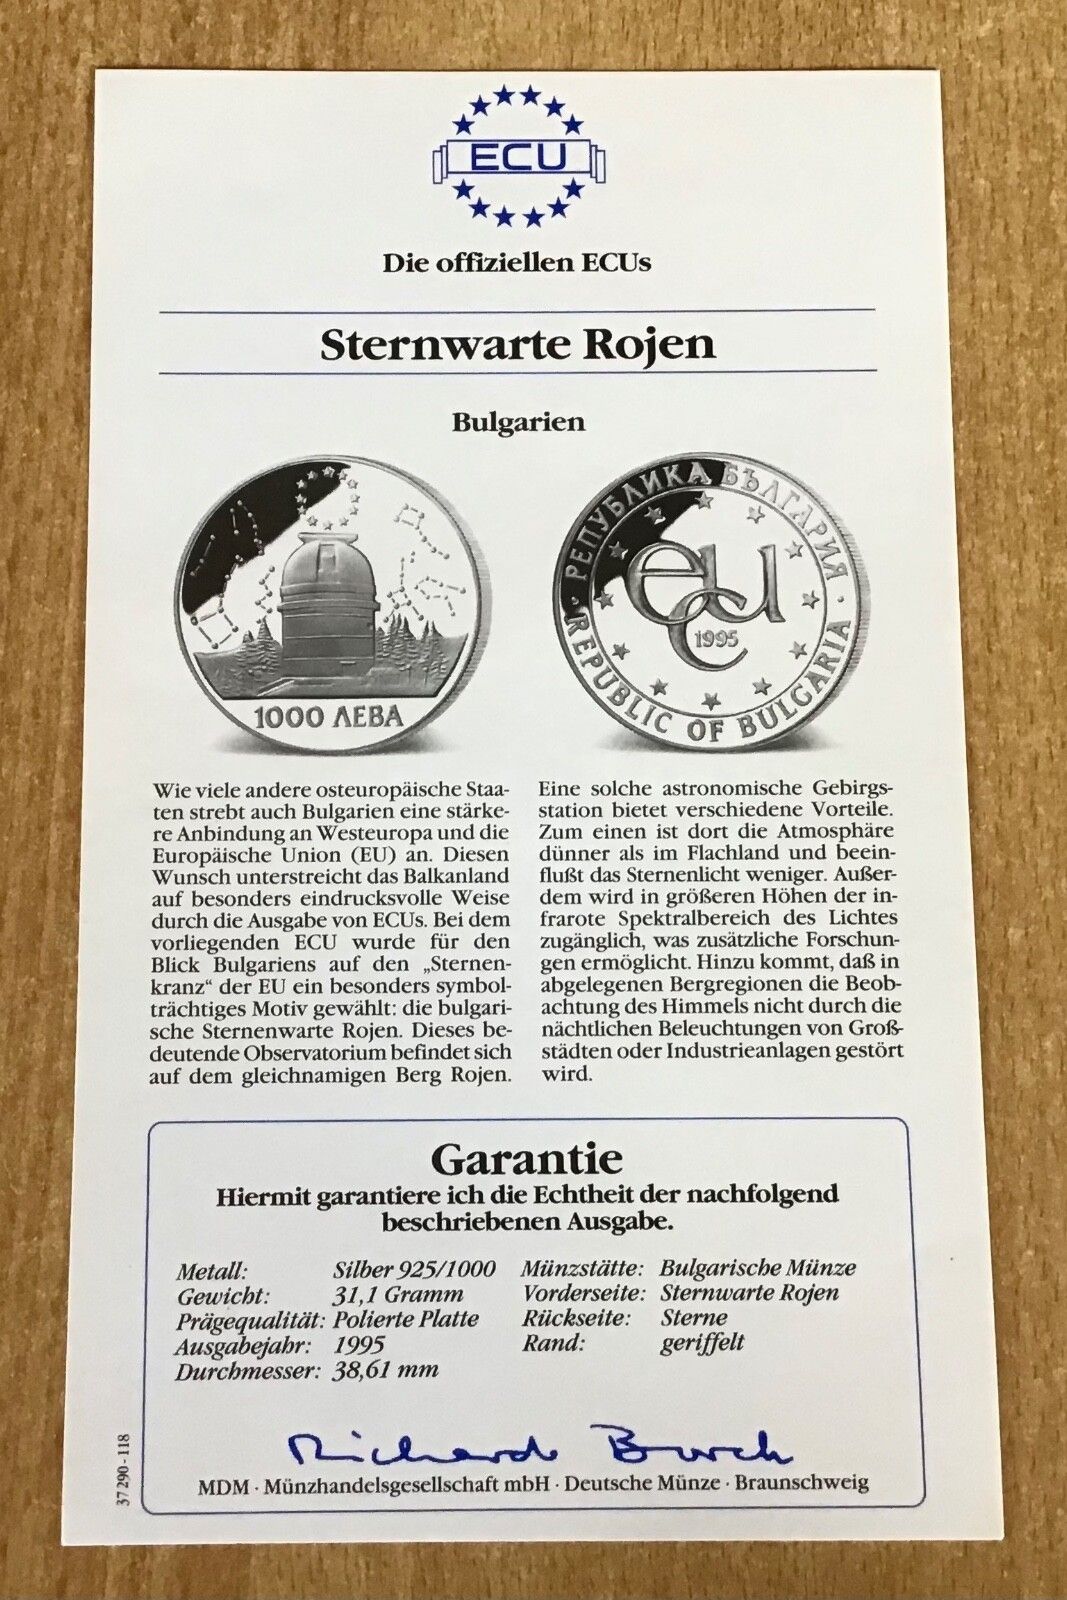 ECU
Die offiziellen ECUs
Sternwarte Rojen
Bulgarien
1000 ЛЕВА
· РЕПУБЛИКА БЪЛГАРИЯ ·
ecu
1995
REPUBLIC OF BULGARIA
Wie viele andere osteuropäische Staa-
ten strebt auch Bulgarien eine stärke-
re Anbindung an Westeuropa und die
Europäische Union (EU) an. Diesen
Wunsch unterstreicht das Balkanland
auf besonders eindrucksvolle Weise
durch die Ausgabe von ECUs. Bei dem
vorliegenden ECU wurde für den
Blick Bulgariens auf den „Sternen-
kranz“ der EU ein besonders symbol-
trächtiges Motiv gewählt: die bulgari-
sche Sternenwarte Rojen. Dieses be-
deutende Observatorium befindet sich
auf dem gleichnamigen Berg Rojen.
Eine solche astronomische Gebirgs-
station bietet verschiedene Vorteile.
Zum einen ist dort die Atmosphäre
dünner als im Flachland und beein-
flußt das Sternenlicht weniger. Außer-
dem wird in größeren Höhen der in-
frarote Spektralbereich des Lichtes
zugänglich, was zusätzliche Forschun-
gen ermöglicht. Hinzu kommt, daß in
abgelegenen Bergregionen die Beob-
achtung des Himmels nicht durch die
nächtlichen Beleuchtungen von Groß-
städten oder Industrieanlagen gestört
wird.
Garantie
Hiermit garantiere ich die Echtheit der nachfolgend
beschriebenen Ausgabe.
Metall: Silber 925/1000
Gewicht: 31,1 Gramm
Prägequalität: Polierte Platte
Ausgabejahr: 1995
Durchmesser: 38,61 mm
Münzstätte: Bulgarische Münze
Vorderseite: Sternwarte Rojen
Rückseite: Sterne
Rand: geriffelt
MDM · Münzhandelsgesellschaft mbH · Deutsche Münze · Braunschweig
37 290 - 118